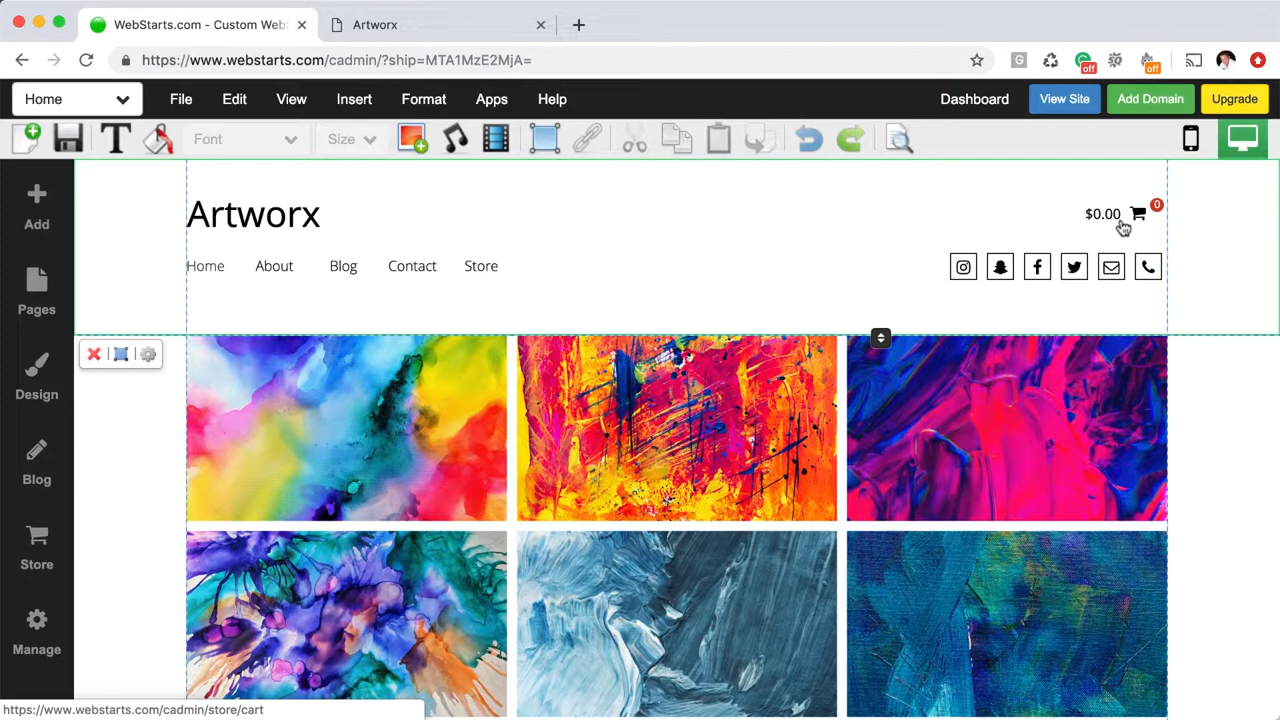 WebStarts.com - Custom Web
Artworx
https://www.webstarts.com/cadmin/?ship=MTA1MzE2MjA=
G
off
off
Home
File
Edit
View
Insert
Format
Apps
Help
Dashboard
View Site
Add Domain
Upgrade
T
Font
Size
Add
Pages
Design
Blog
Store
Manage
Artworx
$0.00
0
Home
About
Blog
Contact
Store
https://www.webstarts.com/cadmin/store/cart